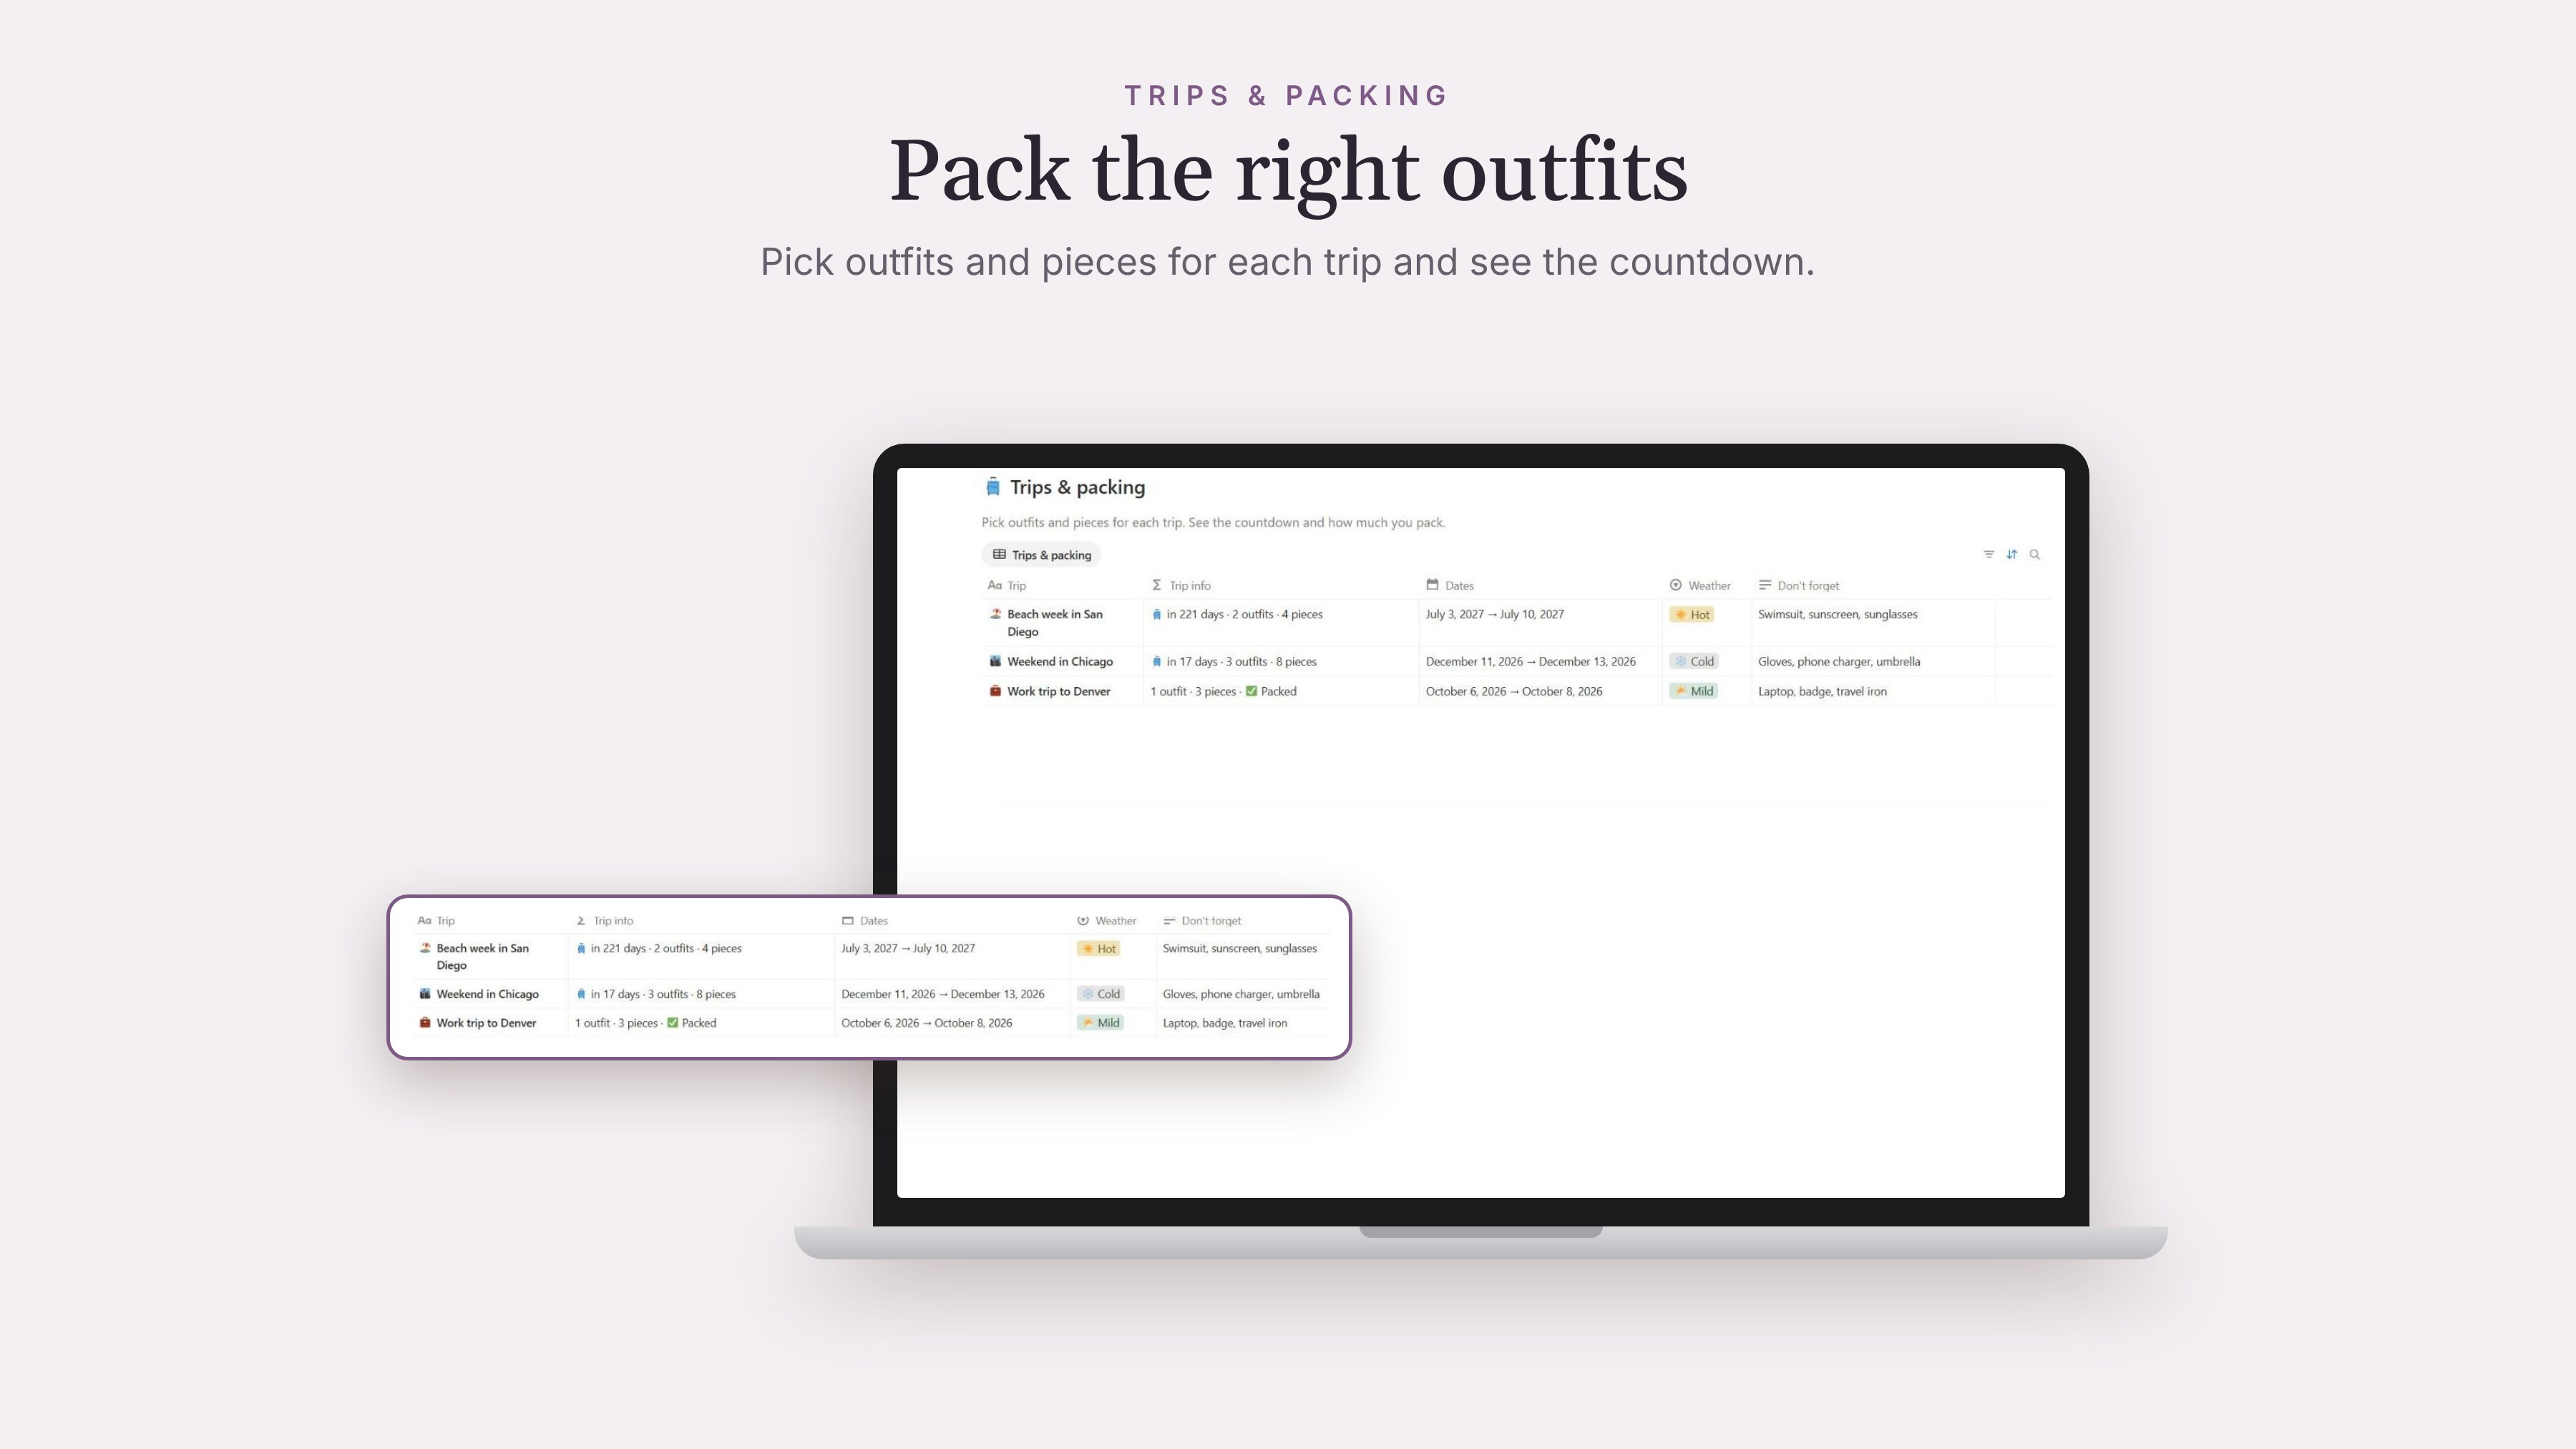 TRIPS & PACKING
Pack the right outfits
Pick outfits and pieces for each trip and see the countdown.
Trips & packing
Pick outfits and pieces for each trip. See the countdown and how much you pack.
Trips & packing
Aa Trip Σ Trip info Dates Weather Don't forget
Beach week in San Diego in 221 days · 2 outfits · 4 pieces July 3, 2027 → July 10, 2027 Hot Swimsuit, sunscreen, sunglasses
Weekend in Chicago in 17 days · 3 outfits · 8 pieces December 11, 2026 → December 13, 2026 Cold Gloves, phone charger, umbrella
Work trip to Denver 1 outfit · 3 pieces · ✅ Packed October 6, 2026 → October 8, 2026 Mild Laptop, badge, travel iron
Aa Trip Σ Trip info Dates Weather Don't forget
Beach week in San Diego in 221 days · 2 outfits · 4 pieces July 3, 2027 → July 10, 2027 Hot Swimsuit, sunscreen, sunglasses
Weekend in Chicago in 17 days · 3 outfits · 8 pieces December 11, 2026 → December 13, 2026 Cold Gloves, phone charger, umbrella
Work trip to Denver 1 outfit · 3 pieces · ✅ Packed October 6, 2026 → October 8, 2026 Mild Laptop, badge, travel iron